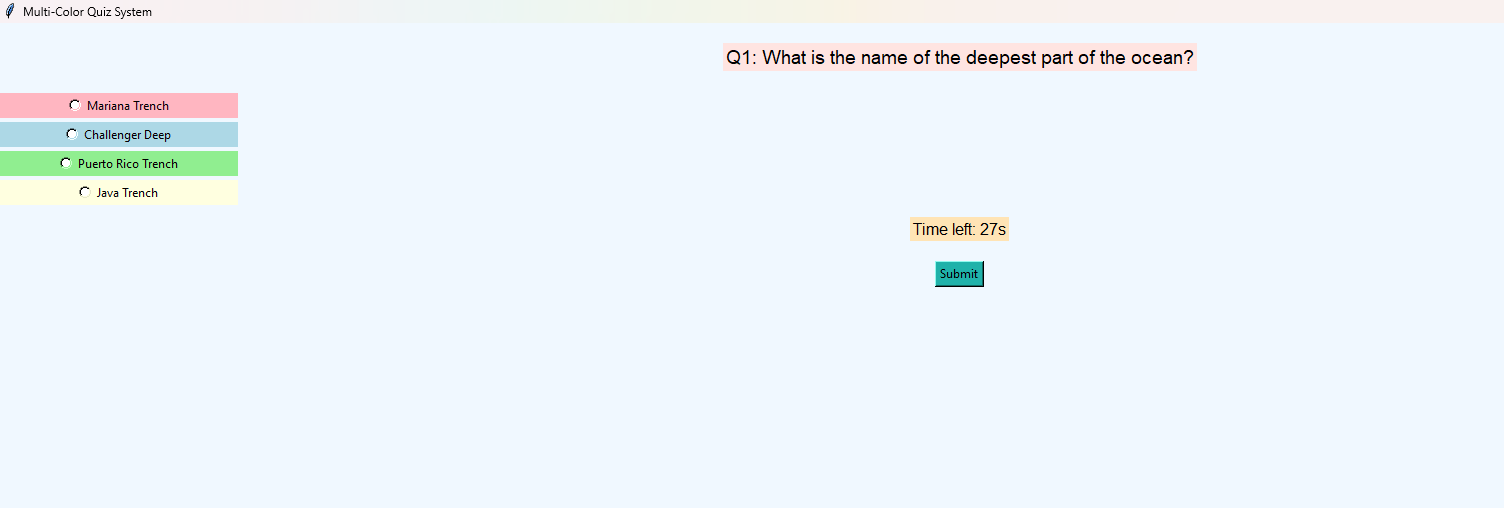 Multi-Color Quiz System
Q1: What is the name of the deepest part of the ocean?
Mariana Trench
Challenger Deep
Puerto Rico Trench
Java Trench
Time left: 27s
Submit